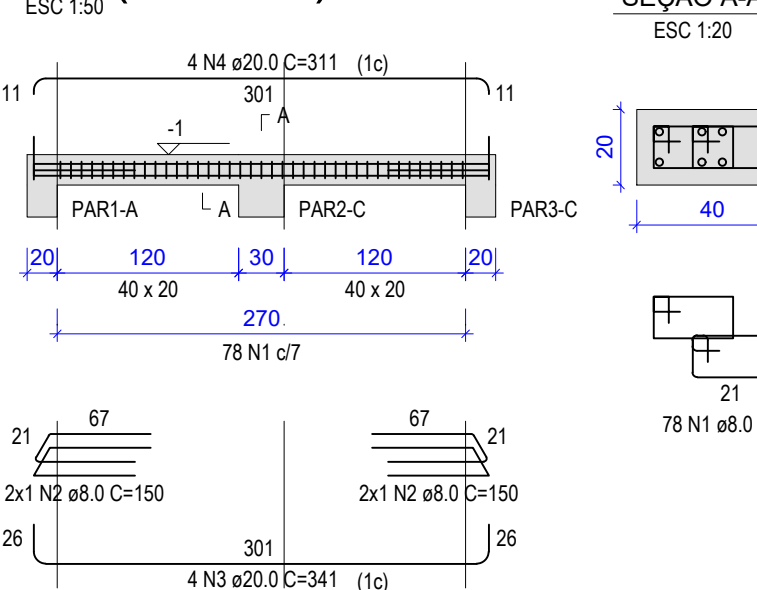 ESC 1:50
SEÇÃO A-A
ESC 1:20
4 N4 ø20.0 C=311 (1c)
11
301
11
A
-1
20
PAR1-A
A
PAR2-C
PAR3-C
40
20 120 30 120 20
40 x 20 40 x 20
270
78 N1 c/7
21
78 N1 ø8.0
67 67
21 21
2x1 N2 ø8.0 C=150 2x1 N2 ø8.0 C=150
26 301 26
4 N3 ø20.0 C=341 (1c)